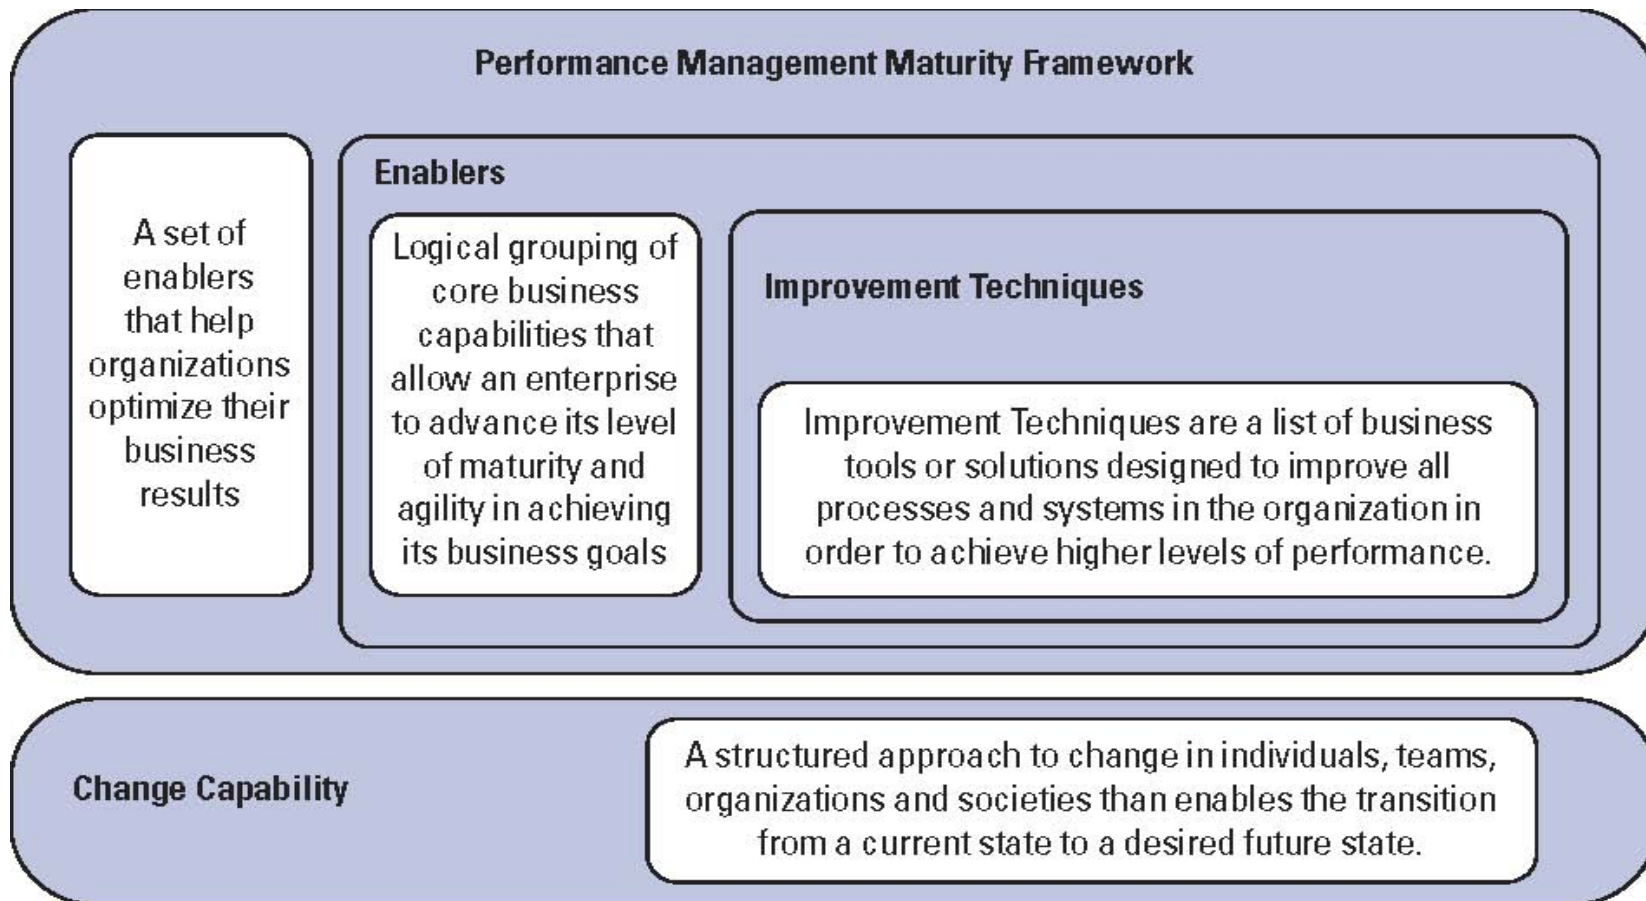 Performance Management Maturity Framework
A set of
enablers
that help
organizations
optimize their
business
results
Enablers
Logical grouping of
core business
capabilities that
allow an enterprise
to advance its level
of maturity and
agility in achieving
its business goals
Improvement Techniques
Improvement Techniques are a list of business
tools or solutions designed to improve all
processes and systems in the organization in
order to achieve higher levels of performance.
Change Capability
A structured approach to change in individuals, teams,
organizations and societies than enables the transition
from a current state to a desired future state.